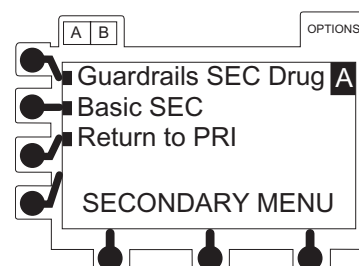 A B
OPTIONS
Guardrails SEC Drug A
Basic SEC
Return to PRI
SECONDARY MENU